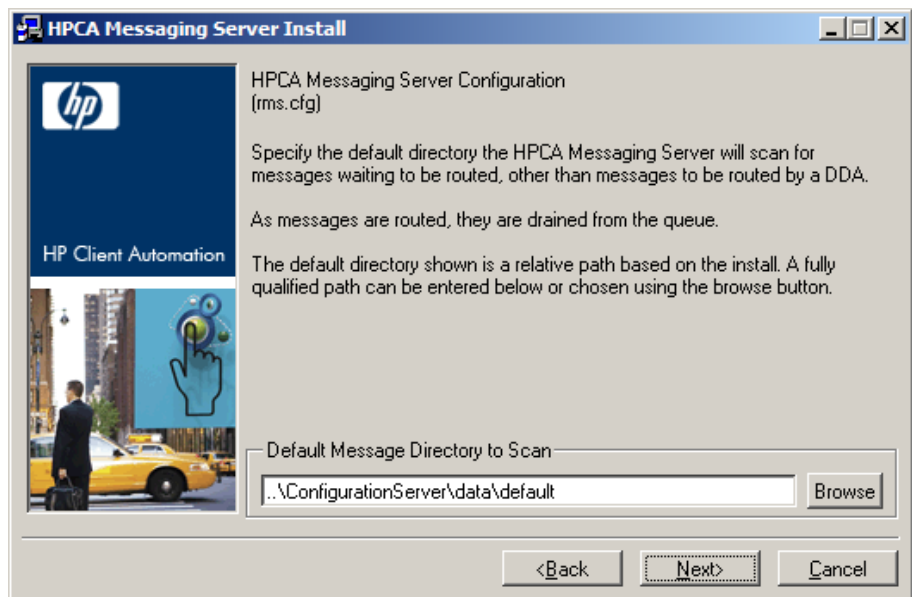 HPCA Messaging Server Install
hp
HP Client Automation
HPCA Messaging Server Configuration
(rms.cfg)
Specify the default directory the HPCA Messaging Server will scan for
messages waiting to be routed, other than messages to be routed by a DDA.
As messages are routed, they are drained from the queue.
The default directory shown is a relative path based on the install. A fully
qualified path can be entered below or chosen using the browse button.
Default Message Directory to Scan
..\ConfigurationServer\data\default
Browse
<Back
Next>
Cancel